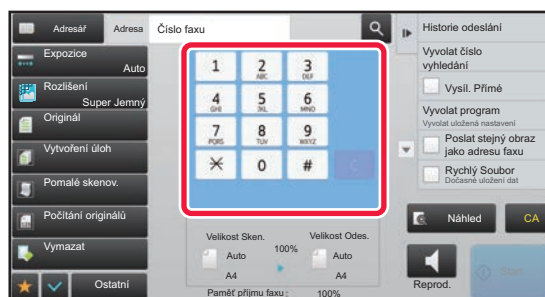 Adresář
Adresa
Číslo faxu
Expozice
Auto
Rozlišení
Super Jemný
Originál
Vytvoření úloh
Pomalé skenov.
Počítání originálů
Vymazat
Ostatní
1
2
ABC
3
DEF
4
GHI
5
JKL
6
MNO
7
PQRS
8
TUV
9
WXYZ
0
#
C
Velikost Sken.
Velikost Odes.
100%
Auto
Auto
A4
A4
Paměť příjmu faxu :
100%
Historie odeslání
Vyvolat číslo
vyhledání
Vysíl. Přímé
Vyvolat program
Vyvolat uložená nastavení
Poslat stejný obraz
jako adresu faxu
Rychlý Soubor
Dočasné uložení dat
Náhled
CA
Reprod.
Start